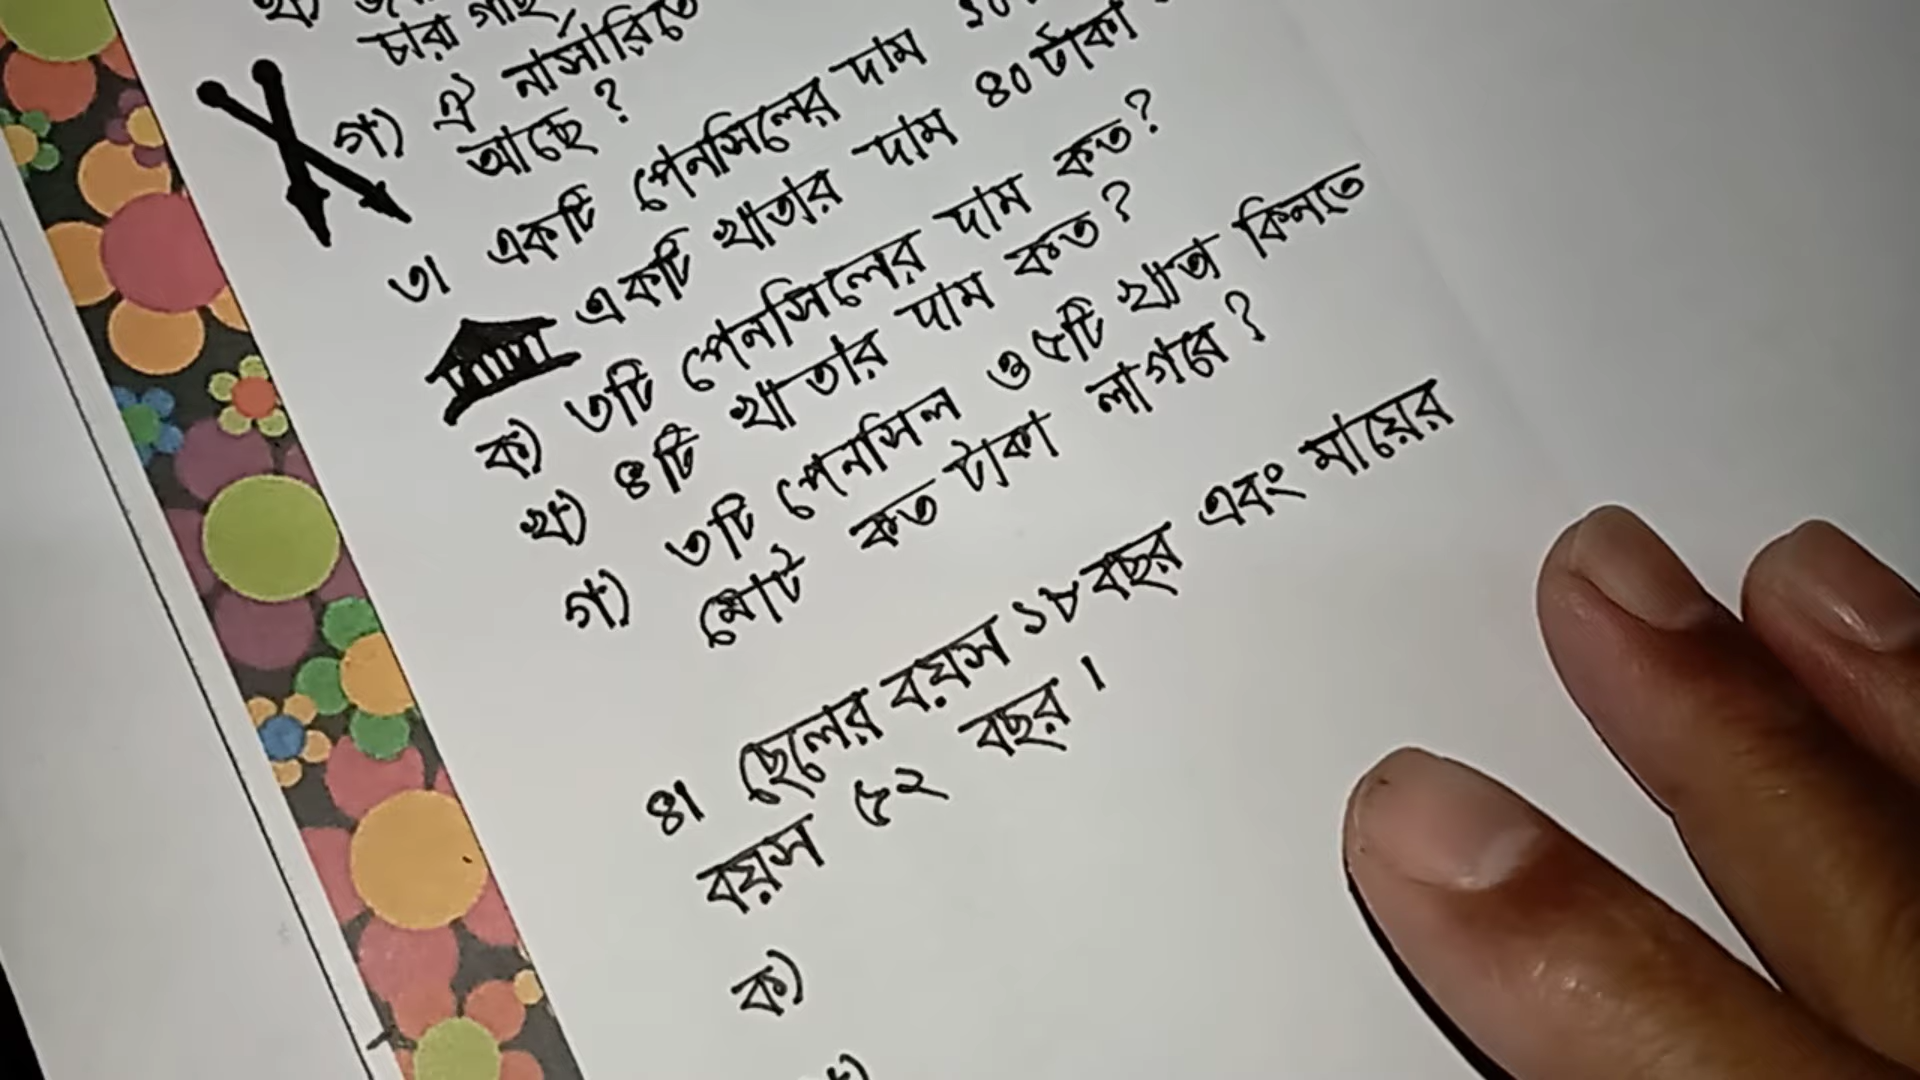 চারা গাছ
গ) ঐ নার্সারিতে
আছে ?
৩। একটি পেনসিলের দাম
একটি খাতার দাম ৪০ টাকা
ক) ৩টি পেনসিলের দাম কত?
খ) ৪টি খাতার দাম কত?
গ) ৩টি পেনসিল ও ৫টি খাতা কিনতে
মোট কত টাকা লাগবে ?
৪। ছেলের বয়স ১৮ বছর এবং মায়ের
বয়স ৫২ বছর ।
ক)